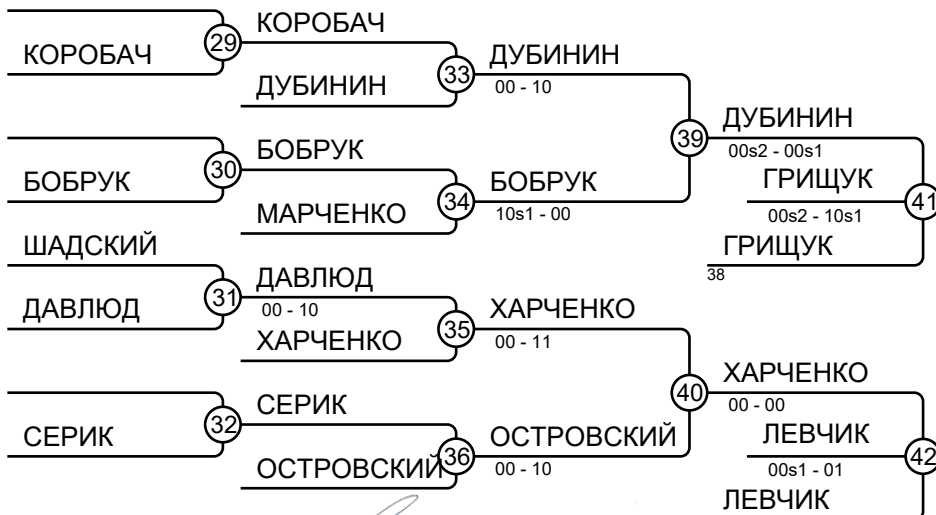 КОРОБАЧ
29
КОРОБАЧ
ДУБИНИН
33
ДУБИНИН
00 - 10
БОБРУК
30
БОБРУК
МАРЧЕНКО
34
БОБРУК
10s1 - 00
39
ДУБИНИН
00s2 - 00s1
ГРИЩУК
00s2 - 10s1
ГРИЩУК
38
41
ШАДСКИЙ
ДАВЛЮД
31
ДАВЛЮД
00 - 10
ХАРЧЕНКО
35
ХАРЧЕНКО
00 - 11
СЕРИК
32
СЕРИК
ОСТРОВСКИЙ
36
ОСТРОВСКИЙ
00 - 10
40
ХАРЧЕНКО
00 - 00
ЛЕВЧИК
00s1 - 01
ЛЕВЧИК
42